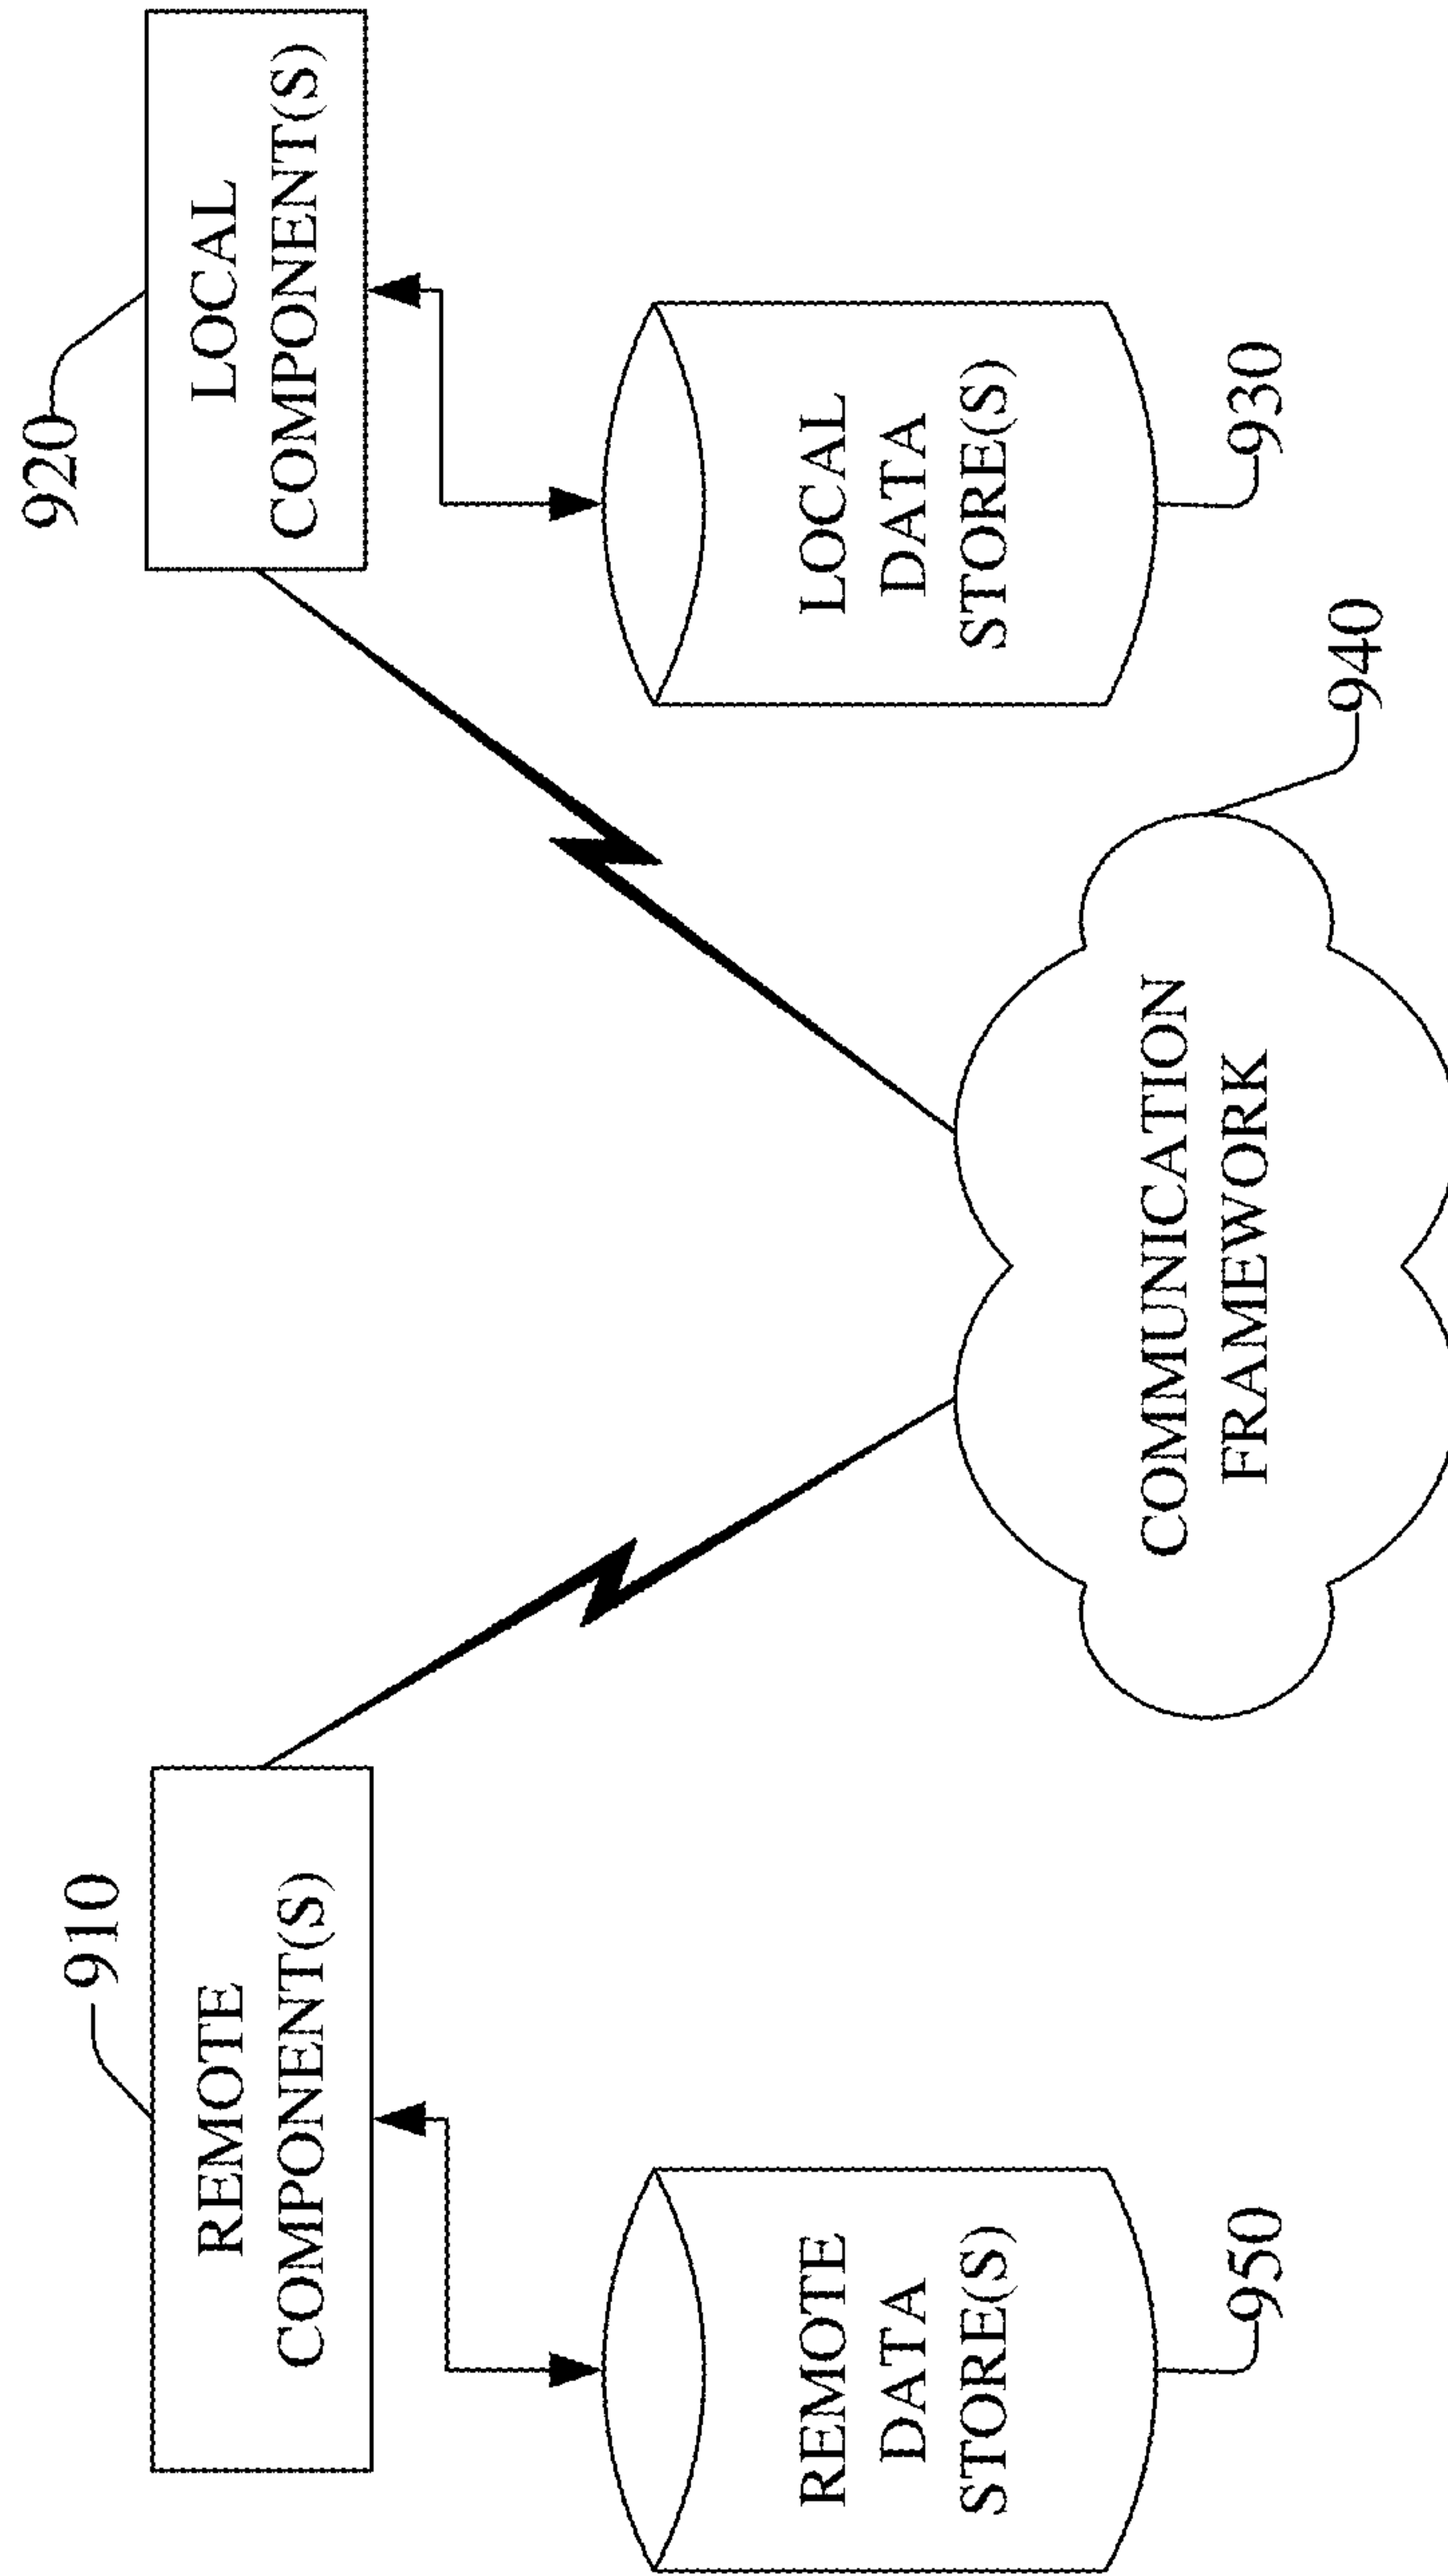 910
REMOTE
COMPONENT(S)
920
LOCAL
COMPONENT(S)
REMOTE
DATA
STORE(S)
950
LOCAL
DATA
STORE(S)
930
COMMUNICATION
FRAMEWORK
940